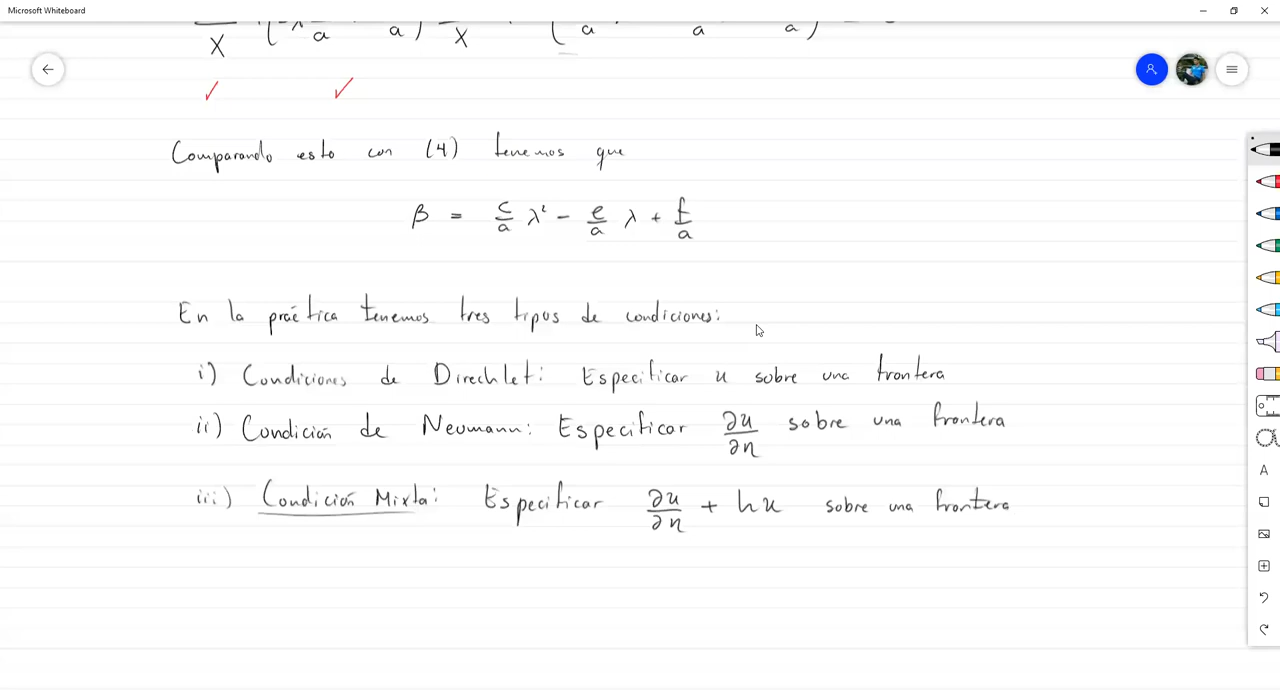 Microsoft Whiteboard
X a a X a a a
Comparando esto con (4) tenemos que
β = c/a λ² - e/a λ + f/a
En la práctica tenemos tres tipos de condiciones:
i) Condiciones de Direchlet: Especificar u sobre una frontera
ii) Condición de Neumann: Especificar ∂u/∂n sobre una frontera
iii) Condición Mixta: Especificar ∂u/∂n + hu sobre una frontera
A